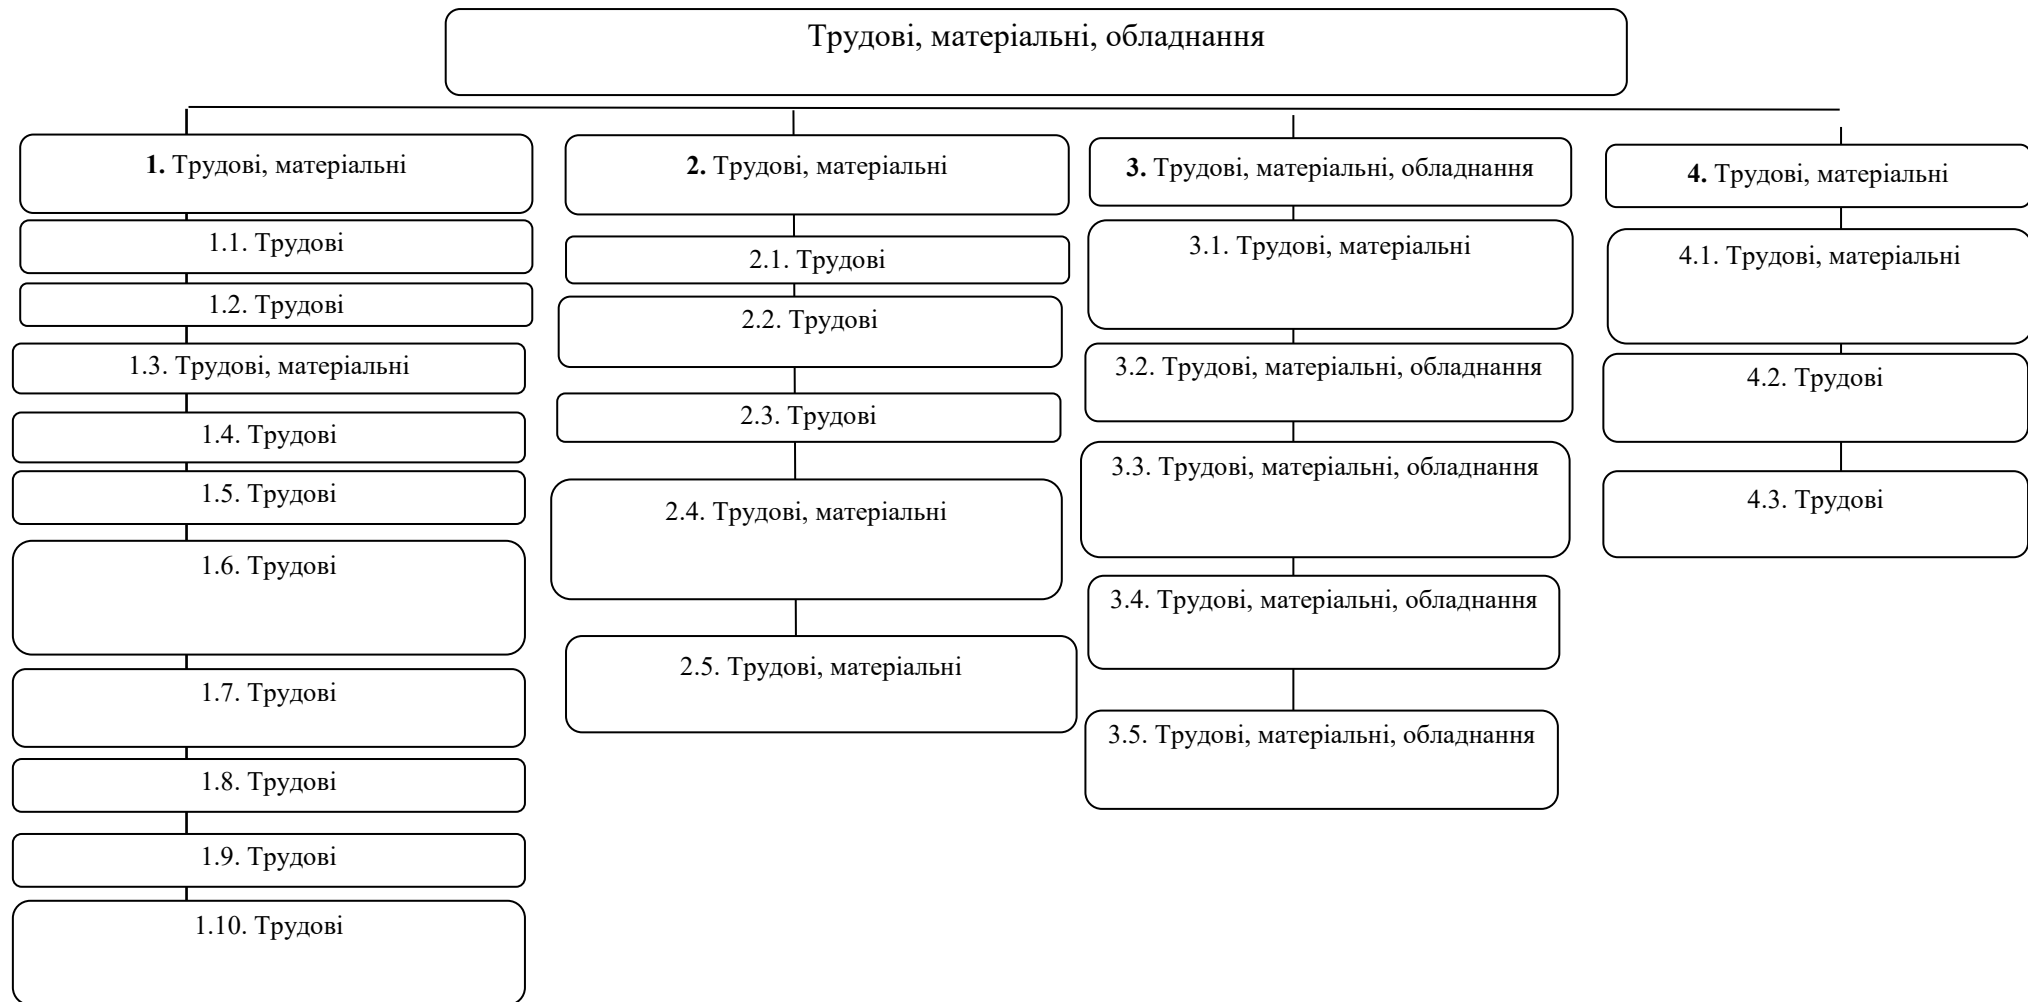 Трудові, матеріальні, обладнання
1. Трудові, матеріальні
1.1. Трудові
1.2. Трудові
1.3. Трудові, матеріальні
1.4. Трудові
1.5. Трудові
1.6. Трудові
1.7. Трудові
1.8. Трудові
1.9. Трудові
1.10. Трудові
2. Трудові, матеріальні
2.1. Трудові
2.2. Трудові
2.3. Трудові
2.4. Трудові, матеріальні
2.5. Трудові, матеріальні
3. Трудові, матеріальні, обладнання
3.1. Трудові, матеріальні
3.2. Трудові, матеріальні, обладнання
3.3. Трудові, матеріальні, обладнання
3.4. Трудові, матеріальні, обладнання
3.5. Трудові, матеріальні, обладнання
4. Трудові, матеріальні
4.1. Трудові, матеріальні
4.2. Трудові
4.3. Трудові